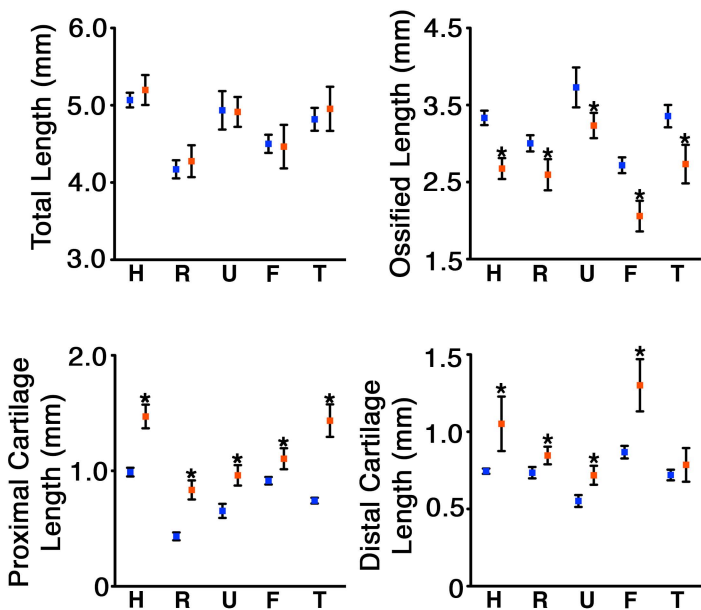 Total Length (mm)
6.0
5.0
4.0
3.0
H R U F T
Ossified Length (mm)
4.5
3.5
2.5
1.5
* * * * *
H R U F T
Proximal Cartilage
Length (mm)
2.0
1.0
0
* * * * *
H R U F T
Distal Cartilage
Length (mm)
1.5
1.0
0.5
0
* * * *
H R U F T